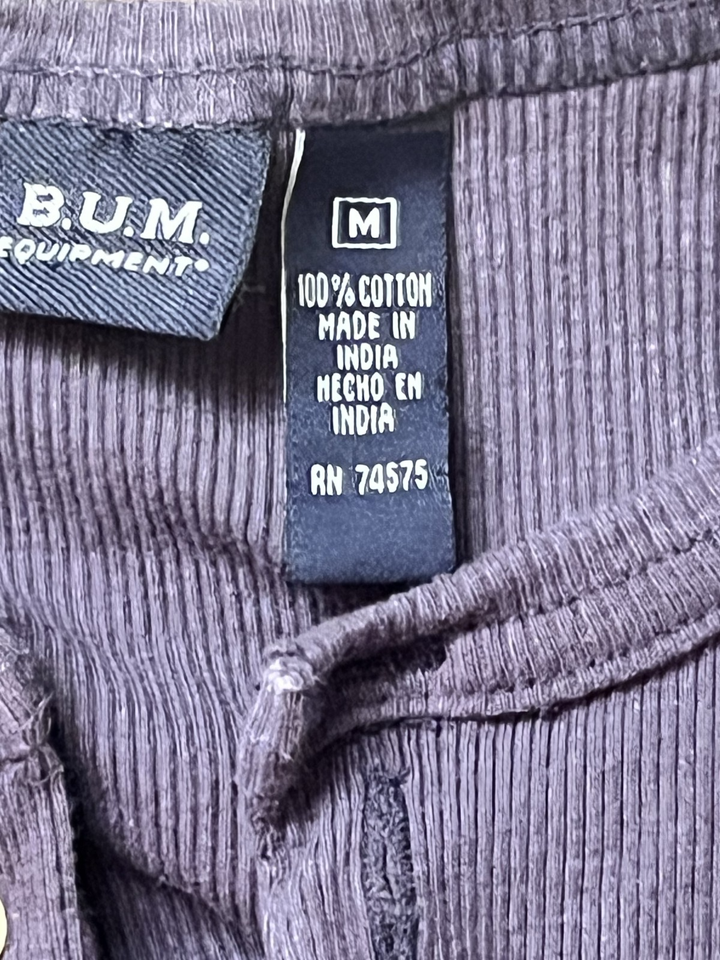 B.U.M.
EQUIPMENT
M
100% COTTON
MADE IN
INDIA
HECHO EN
INDIA
RN 74575